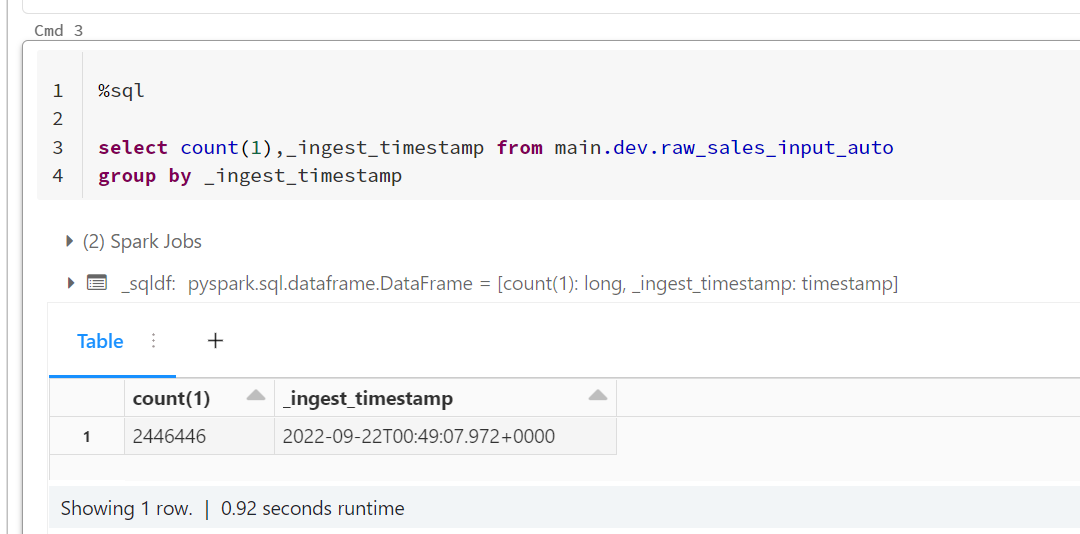 Cmd 3
1 %sql
2
3 select count(1),_ingest_timestamp from main.dev.raw_sales_input_auto
4 group by _ingest_timestamp
(2) Spark Jobs
_sqldf: pyspark.sql.dataframe.DataFrame = [count(1): long, _ingest_timestamp: timestamp]
Table +
count(1) _ingest_timestamp
1 2446446 2022-09-22T00:49:07.972+0000
Showing 1 row. | 0.92 seconds runtime